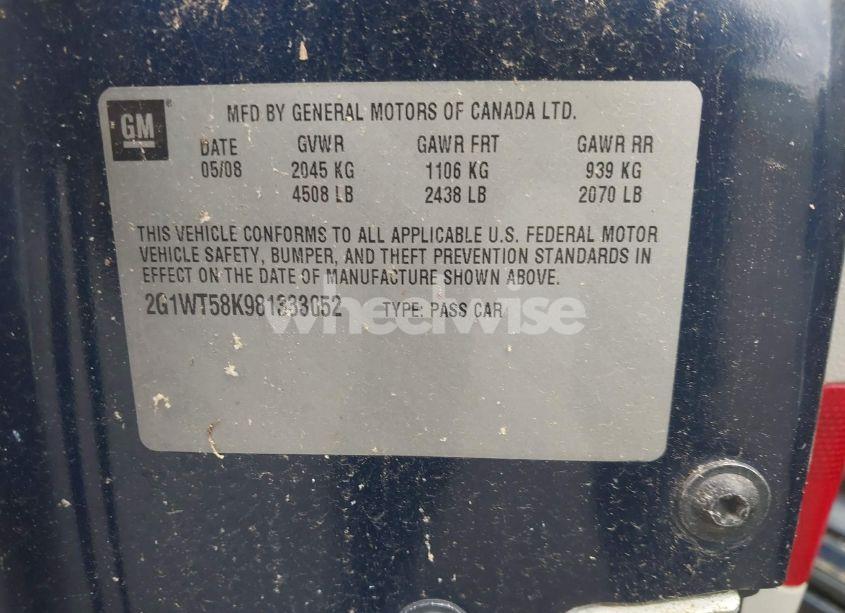 GM ®
MFD BY GENERAL MOTORS OF CANADA LTD.
DATE GVWR GAWR FRT GAWR RR
05/08 2045 KG 1106 KG 939 KG
4508 LB 2438 LB 2070 LB
THIS VEHICLE CONFORMS TO ALL APPLICABLE U.S. FEDERAL MOTOR
VEHICLE SAFETY, BUMPER, AND THEFT PREVENTION STANDARDS IN
EFFECT ON THE DATE OF MANUFACTURE SHOWN ABOVE.
2G1WT58K981333652 TYPE: PASS CAR
wheelwise